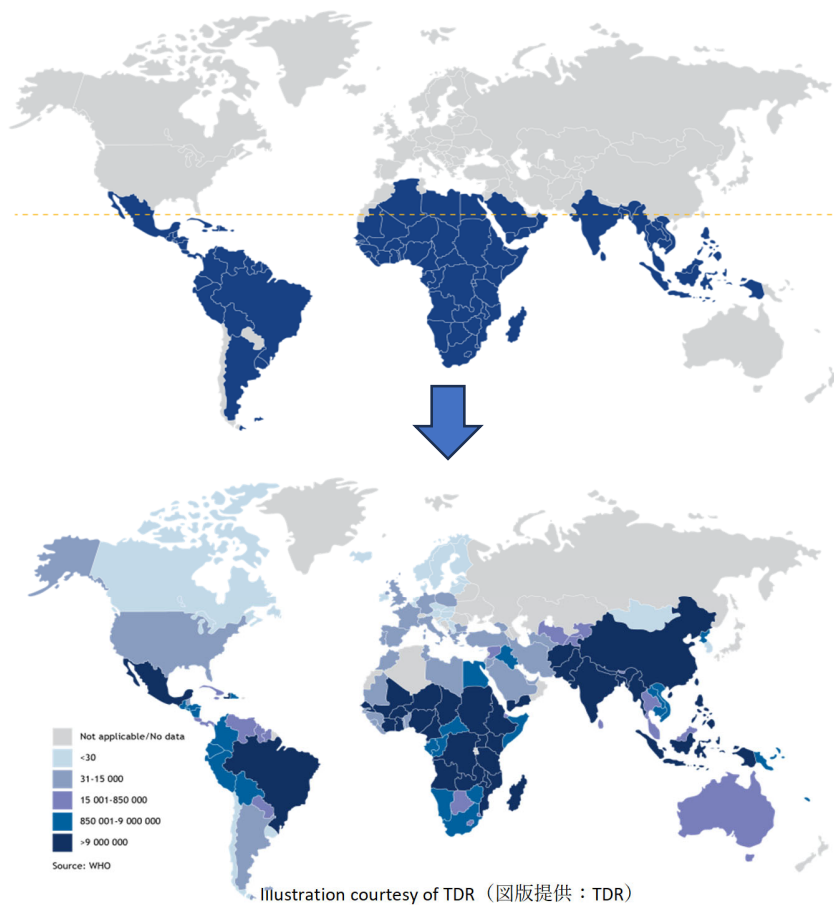 Not applicable/No data
<30
31-15 000
15 001-850 000
850 001-9 000 000
>9 000 000
Source: WHO
Illustration courtesy of TDR（図版提供：TDR）